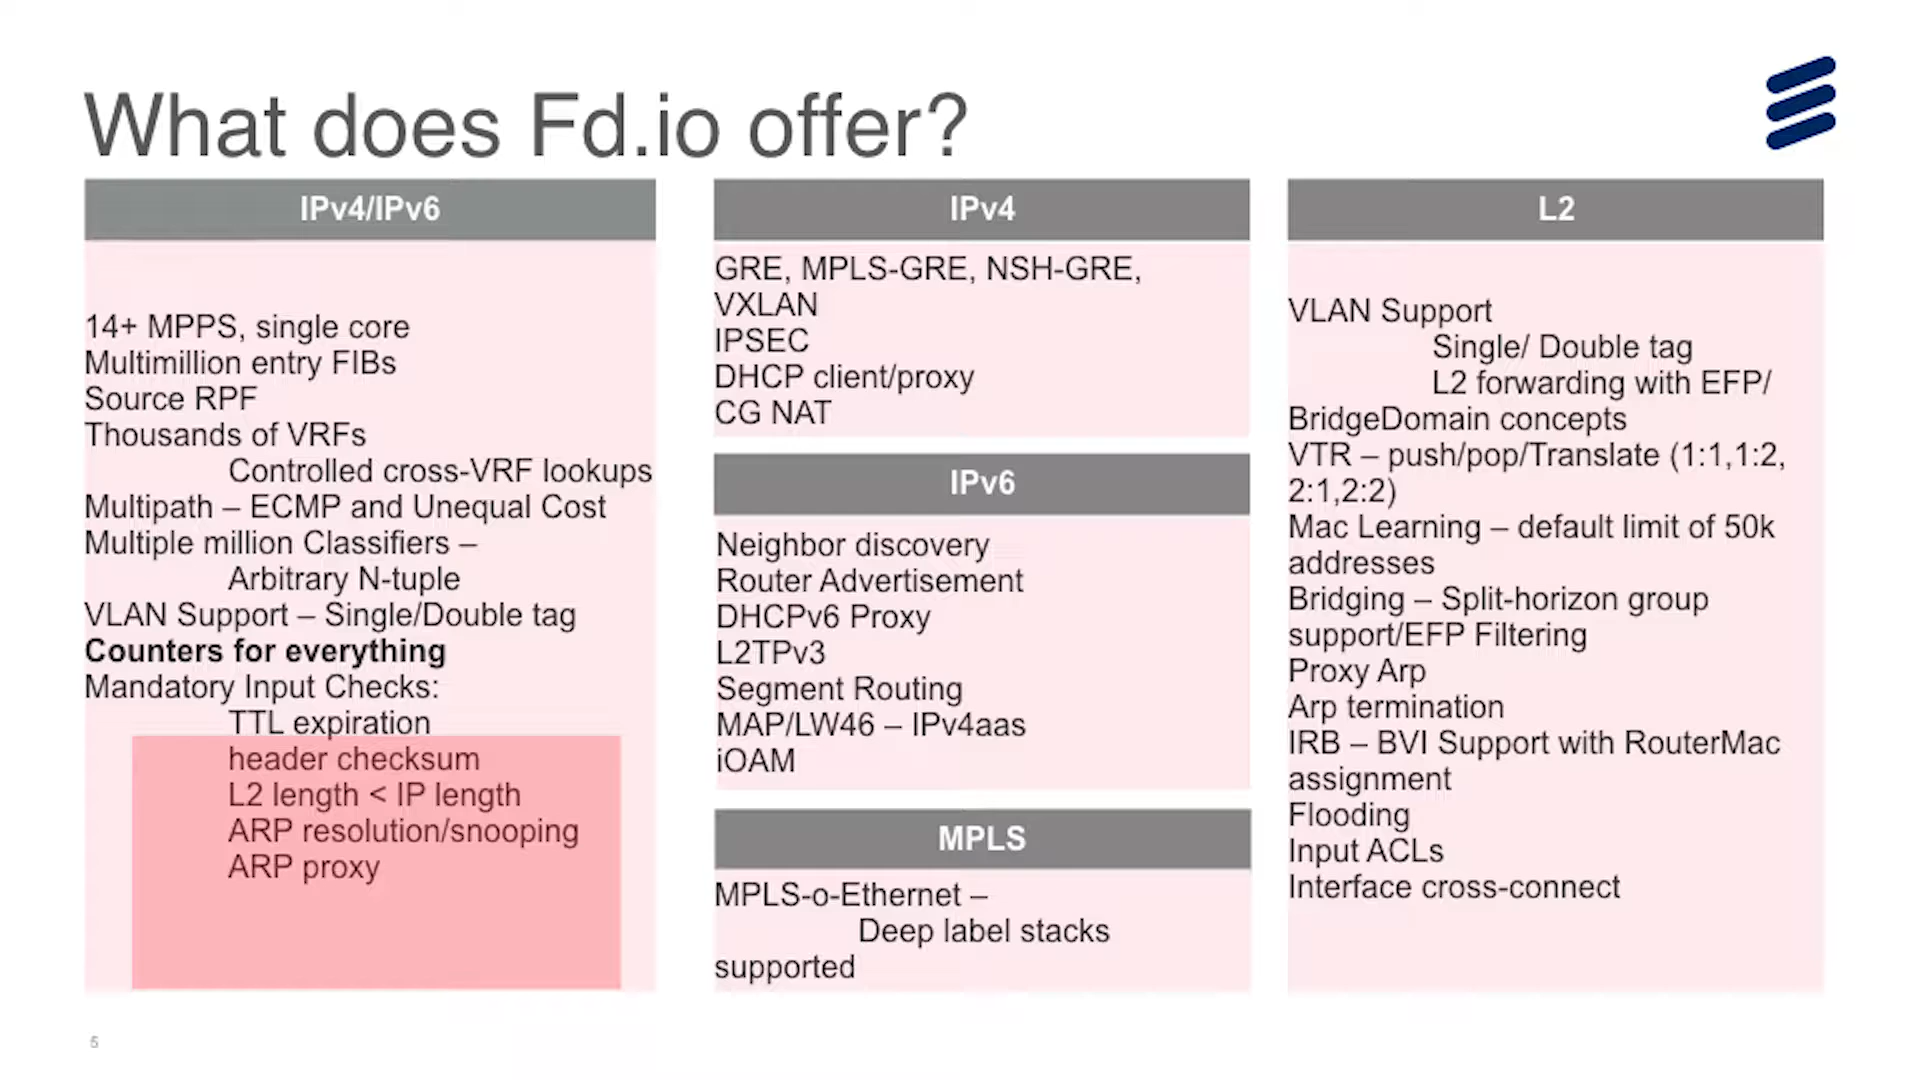 What does Fd.io offer?
IPv4/IPv6
14+ MPPS, single core
Multimillion entry FIBs
Source RPF
Thousands of VRFs
Controlled cross-VRF lookups
Multipath – ECMP and Unequal Cost
Multiple million Classifiers –
Arbitrary N-tuple
VLAN Support – Single/Double tag
Counters for everything
Mandatory Input Checks:
TTL expiration
header checksum
L2 length < IP length
ARP resolution/snooping
ARP proxy
IPv4
GRE, MPLS-GRE, NSH-GRE,
VXLAN
IPSEC
DHCP client/proxy
CG NAT
IPv6
Neighbor discovery
Router Advertisement
DHCPv6 Proxy
L2TPv3
Segment Routing
MAP/LW46 – IPv4aas
iOAM
MPLS
MPLS-o-Ethernet –
Deep label stacks
supported
L2
VLAN Support
Single/ Double tag
L2 forwarding with EFP/
BridgeDomain concepts
VTR – push/pop/Translate (1:1,1:2,
2:1,2:2)
Mac Learning – default limit of 50k
addresses
Bridging – Split-horizon group
support/EFP Filtering
Proxy Arp
Arp termination
IRB – BVI Support with RouterMac
assignment
Flooding
Input ACLs
Interface cross-connect
5